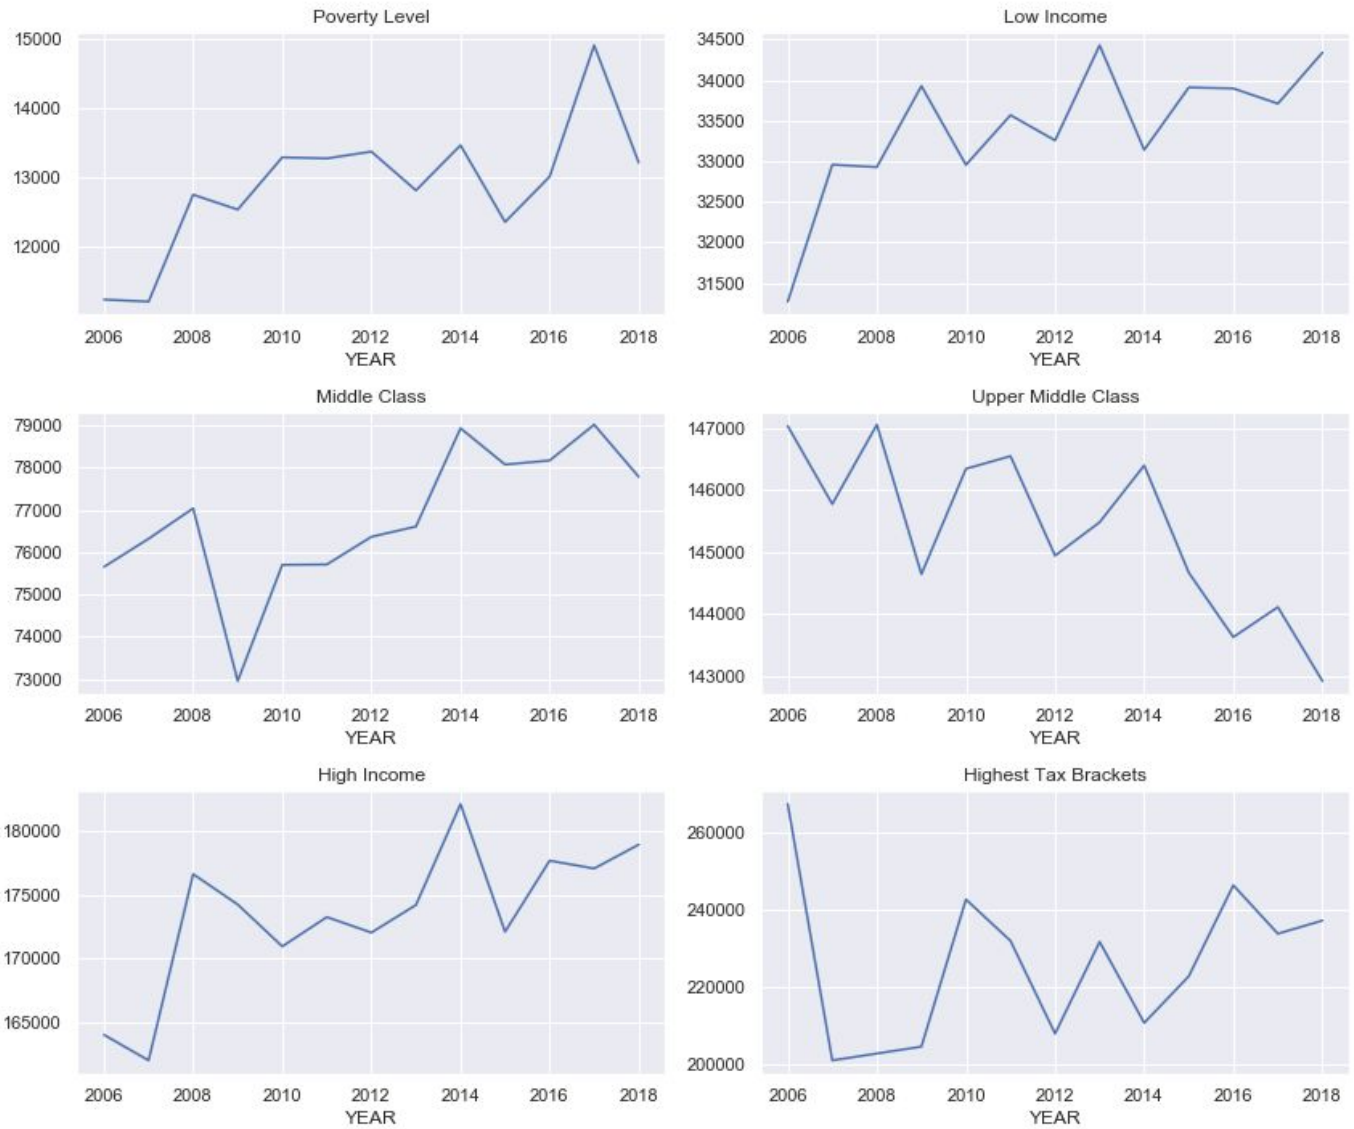 Poverty Level
15000
14000
13000
12000
2006 2008 2010 2012 2014 2016 2018
YEAR
Low Income
34500
34000
33500
33000
32500
32000
31500
2006 2008 2010 2012 2014 2016 2018
YEAR
Middle Class
79000
78000
77000
76000
75000
74000
73000
2006 2008 2010 2012 2014 2016 2018
YEAR
Upper Middle Class
147000
146000
145000
144000
143000
2006 2008 2010 2012 2014 2016 2018
YEAR
High Income
180000
175000
170000
165000
2006 2008 2010 2012 2014 2016 2018
YEAR
Highest Tax Brackets
260000
240000
220000
200000
2006 2008 2010 2012 2014 2016 2018
YEAR